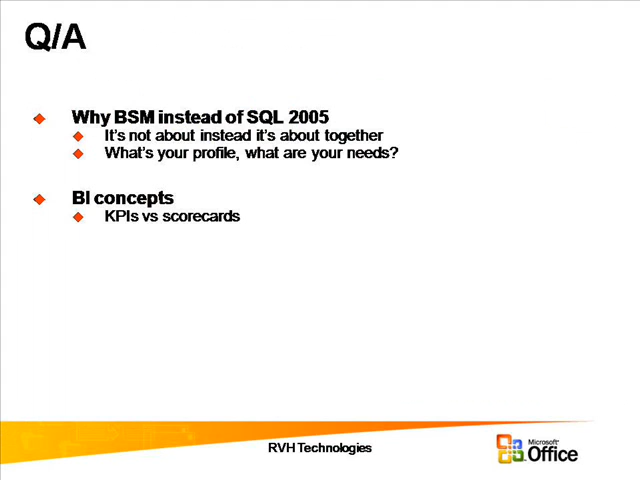 Q/A
Why BSM instead of SQL 2005
It's not about instead it's about together
What's your profile, what are your needs?
BI concepts
KPIs vs scorecards
RVH Technologies
Microsoft
Office